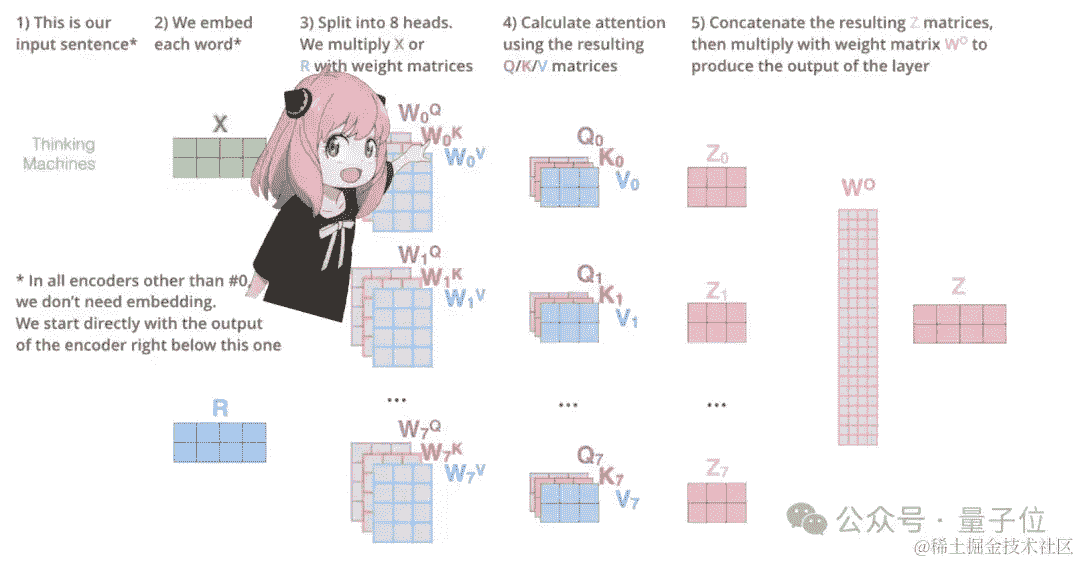 1) This is our
input sentence*
2) We embed
each word*
3) Split into 8 heads.
We multiply X or
R with weight matrices
4) Calculate attention
using the resulting
Q/K/V matrices
5) Concatenate the resulting Z matrices,
then multiply with weight matrix Wᴼ to
produce the output of the layer
Thinking
Machines
X
W₀Q
W₀K
W₀V
Q₀
K₀
V₀
Z₀
Wᴼ
* In all encoders other than #0,
we don’t need embedding.
We start directly with the output
of the encoder right below this one
W₁Q
W₁K
W₁V
Q₁
K₁
V₁
Z₁
Z
...
...
...
R
W₇Q
W₇K
W₇V
Q₇
K₇
V₇
Z₇
公众号·量子位
@稀土掘金技术社区